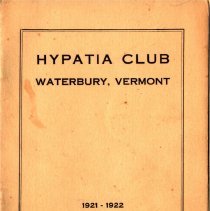 HYPATIA CLUB
WATERBURY, VERMONT
1921 - 1922